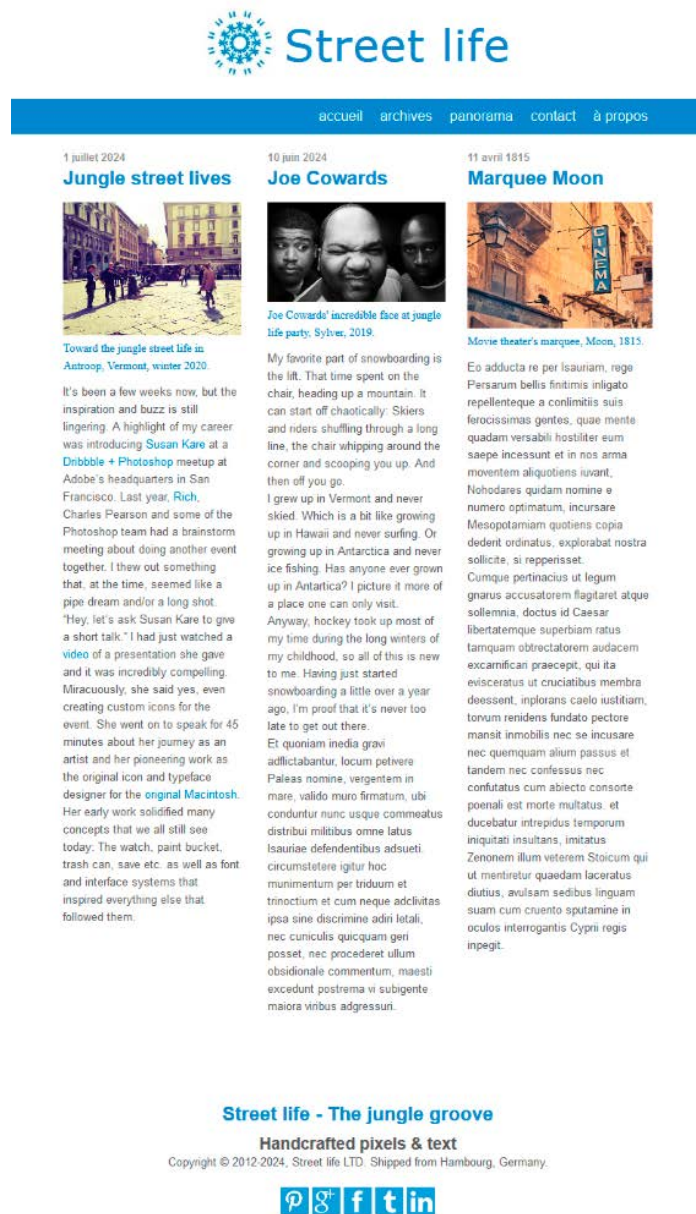 Street life
accueil archives panorama contact à propos
1 juillet 2024
Jungle street lives
Toward the jungle street life in
Antroop, Vermont, winter 2020.
It's been a few weeks now, but the
inspiration and buzz is still
lingering. A highlight of my career
was introducing Susan Kare at a
Dribbble + Photoshop meetup at
Adobe's headquarters in San
Francisco. Last year, Rich,
Charles Pearson and some of the
Photoshop team had a brainstorm
meeting about doing another event
together. I thew out something
that, at the time, seemed like a
pipe dream and/or a long shot.
"Hey, let's ask Susan Kare to give
a short talk." I had just watched a
video of a presentation she gave
and it was incredibly compelling.
Miracuously, she said yes, even
creating custom icons for the
event. She went on to speak for 45
minutes about her journey as an
artist and her pioneering work as
the original icon and typeface
designer for the original Macintosh.
Her early work solidified many
concepts that we all still see
today: The watch, paint bucket,
trash can, save etc. as well as font
and interface systems that
inspired everything else that
followed them.
10 juin 2024
Joe Cowards
Joe Cowards' incredible face at jungle
life party, Sylver, 2019.
My favorite part of snowboarding is
the lift. That time spent on the
chair, heading up a mountain. It
can start off chaotically: Skiers
and riders shuffling through a long
line, the chair whipping around the
corner and scooping you up. And
then off you go.
I grew up in Vermont and never
skied. Which is a bit like growing
up in Hawaii and never surfing. Or
growing up in Antarctica and never
ice fishing. Has anyone ever grown
up in Antartica? I picture it more of
a place one can only visit.
Anyway, hockey took up most of
my time during the long winters of
my childhood, so all of this is new
to me. Having just started
snowboarding a little over a year
ago, I'm proof that it's never too
late to get out there.
Et quoniam inedia gravi
adflictabantur, locum petivere
Paleas nomine, vergentem in
mare, valido muro firmatum, ubi
conduntur nunc usque commeatus
distribui militibus omne latus
Isauriae defendentibus adsueti.
circumstetere igitur hoc
munimentum per triduum et
trinoctium et cum neque adclivitas
ipsa sine discrimine adiri letali,
nec cuniculis quicquam geri
posset, nec procederet ullum
obsidionale commentum, maesti
excedunt postrema vi subigente
maiora viribus adgressuri.
11 avril 1815
Marquee Moon
CINEMA
Movie theater's marquee, Moon, 1815.
Eo adducta re per Isauriam, rege
Persarum bellis finitimis inligato
repellenteque a conlimitiis suis
ferocissimas gentes, quae mente
quadam versabili hostiliter eum
saepe incessunt et in nos arma
moventem aliquotiens iuvant,
Nohodares quidam nomine e
numero optimatum, incursare
Mesopotamiam quotiens copia
dederit ordinatus, explorabat nostra
sollicite, si repperisset.
Cumque pertinacius ut legum
gnarus accusatorem flagitaret atque
sollemnia, doctus id Caesar
libertatemque superbiam ratus
tamquam obtrectatorem audacem
excarnificari praecepit, qui ita
evisceratus ut cruciatibus membra
deessent, inplorans caelo iustitiam,
torvum renidens fundato pectore
mansit inmobilis nec se incusare
nec quemquam alium passus et
tandem nec confessus nec
confutatus cum abiecto consorte
poenali est morte multatus. et
ducebatur intrepidus temporum
iniquitati insultans, imitatus
Zenonem illum veterem Stoicum qui
ut mentiretur quaedam laceratus
diutius, avulsam sedibus linguam
suam cum cruento sputamine in
oculos interrogantis Cyprii regis
inpegit.
Street life - The jungle groove
Handcrafted pixels & text
Copyright © 2012-2024, Street life LTD. Shipped from Hambourg, Germany.